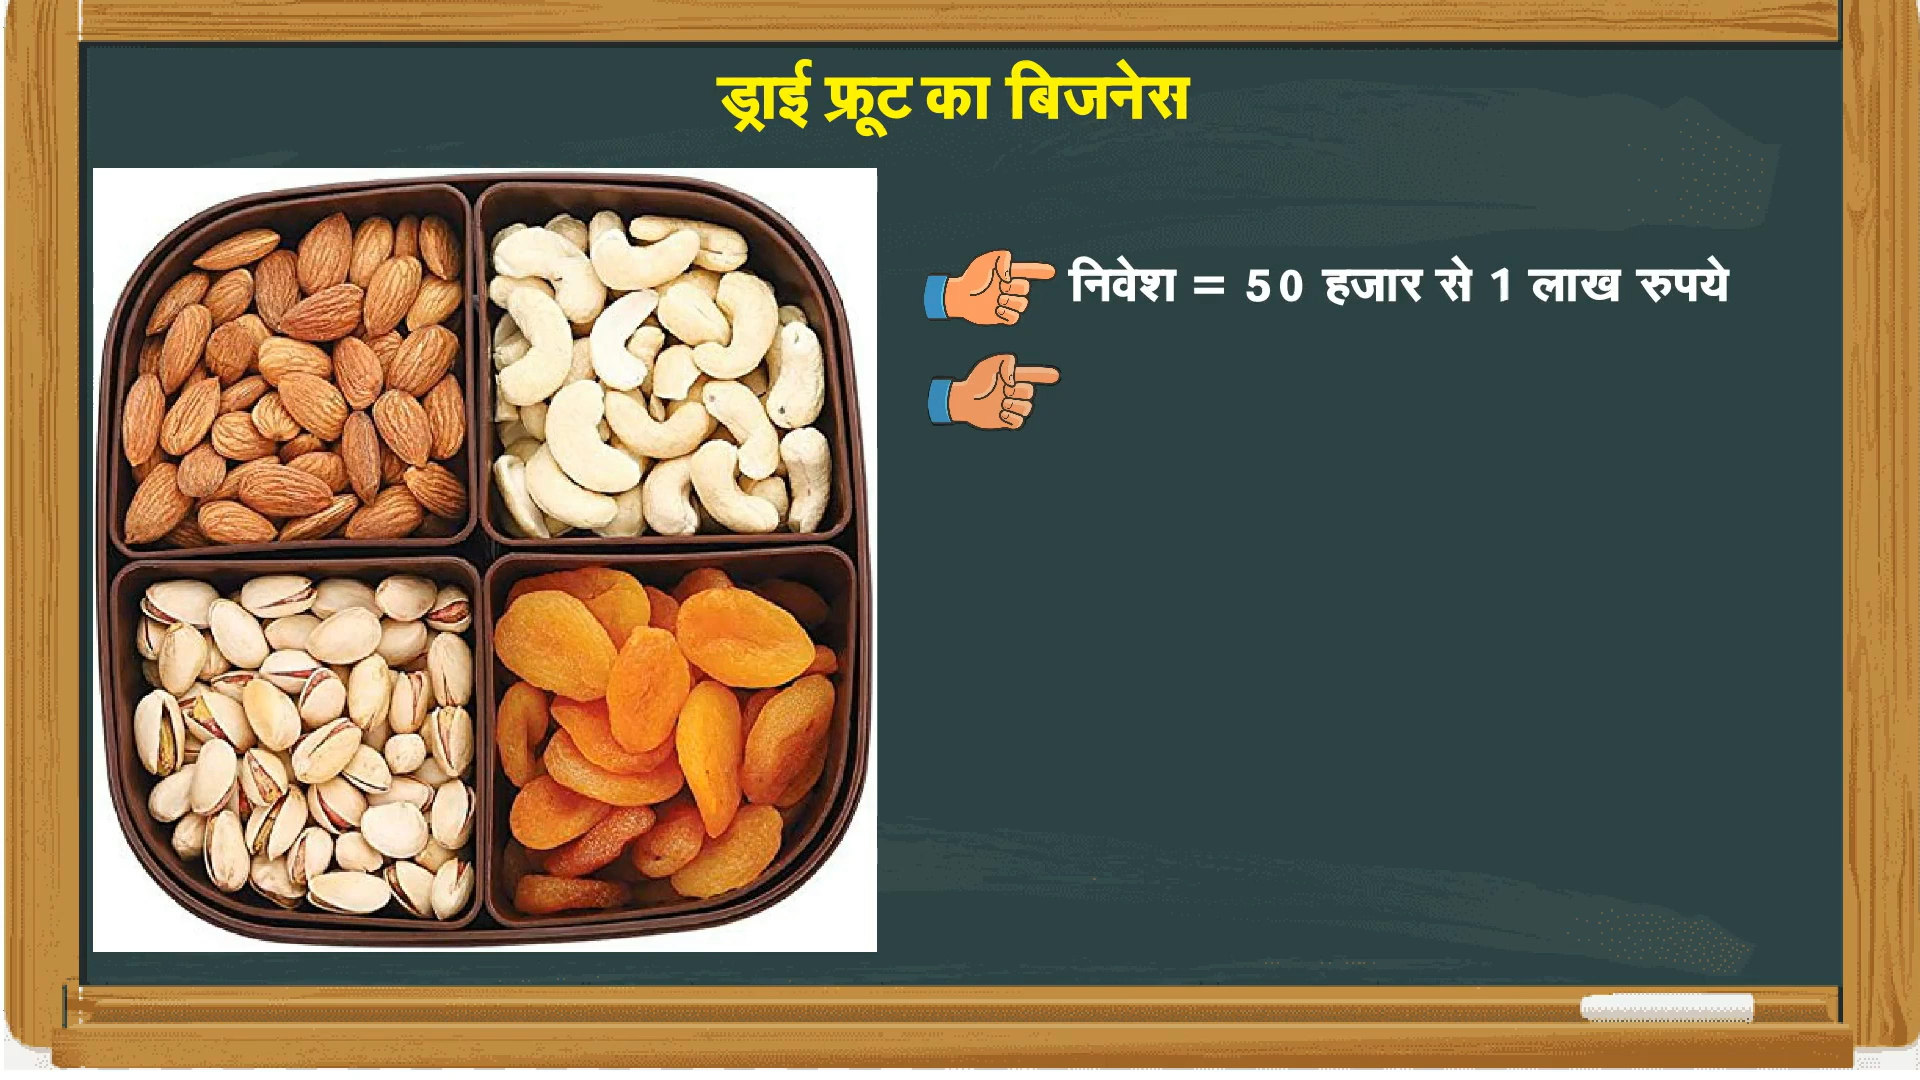 ड्राई फ्रूट का बिजनेस
निवेश = 50 हजार से 1 लाख रुपये